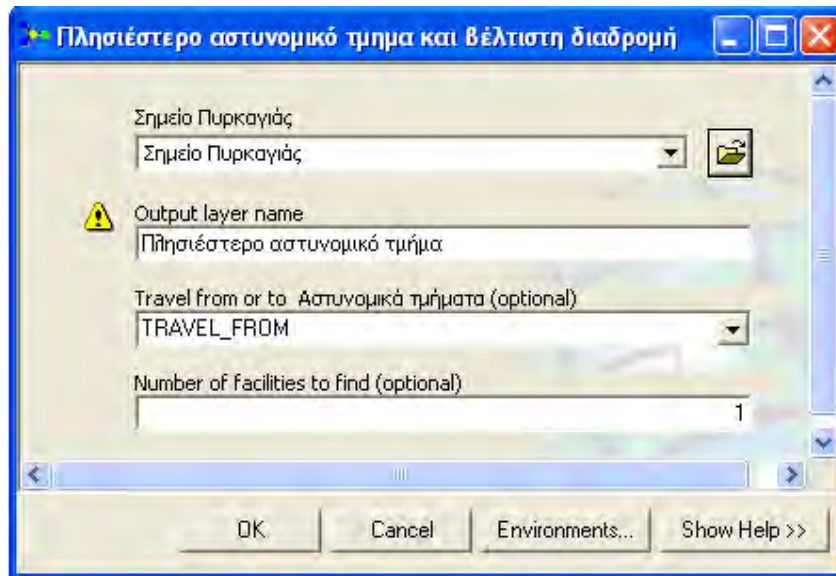 Πλησιέστερο αστυνομικό τμημα και βέλτιστη διαδρομή
Σημείο Πυρκαγιάς
Σημείο Πυρκαγιάς
Output layer name
Πλησιέστερο αστυνομικό τμήμα
Travel from or to Αστυνομικά τμήματα (optional)
TRAVEL_FROM
Number of facilities to find (optional)
1
OK Cancel Environments... Show Help >>